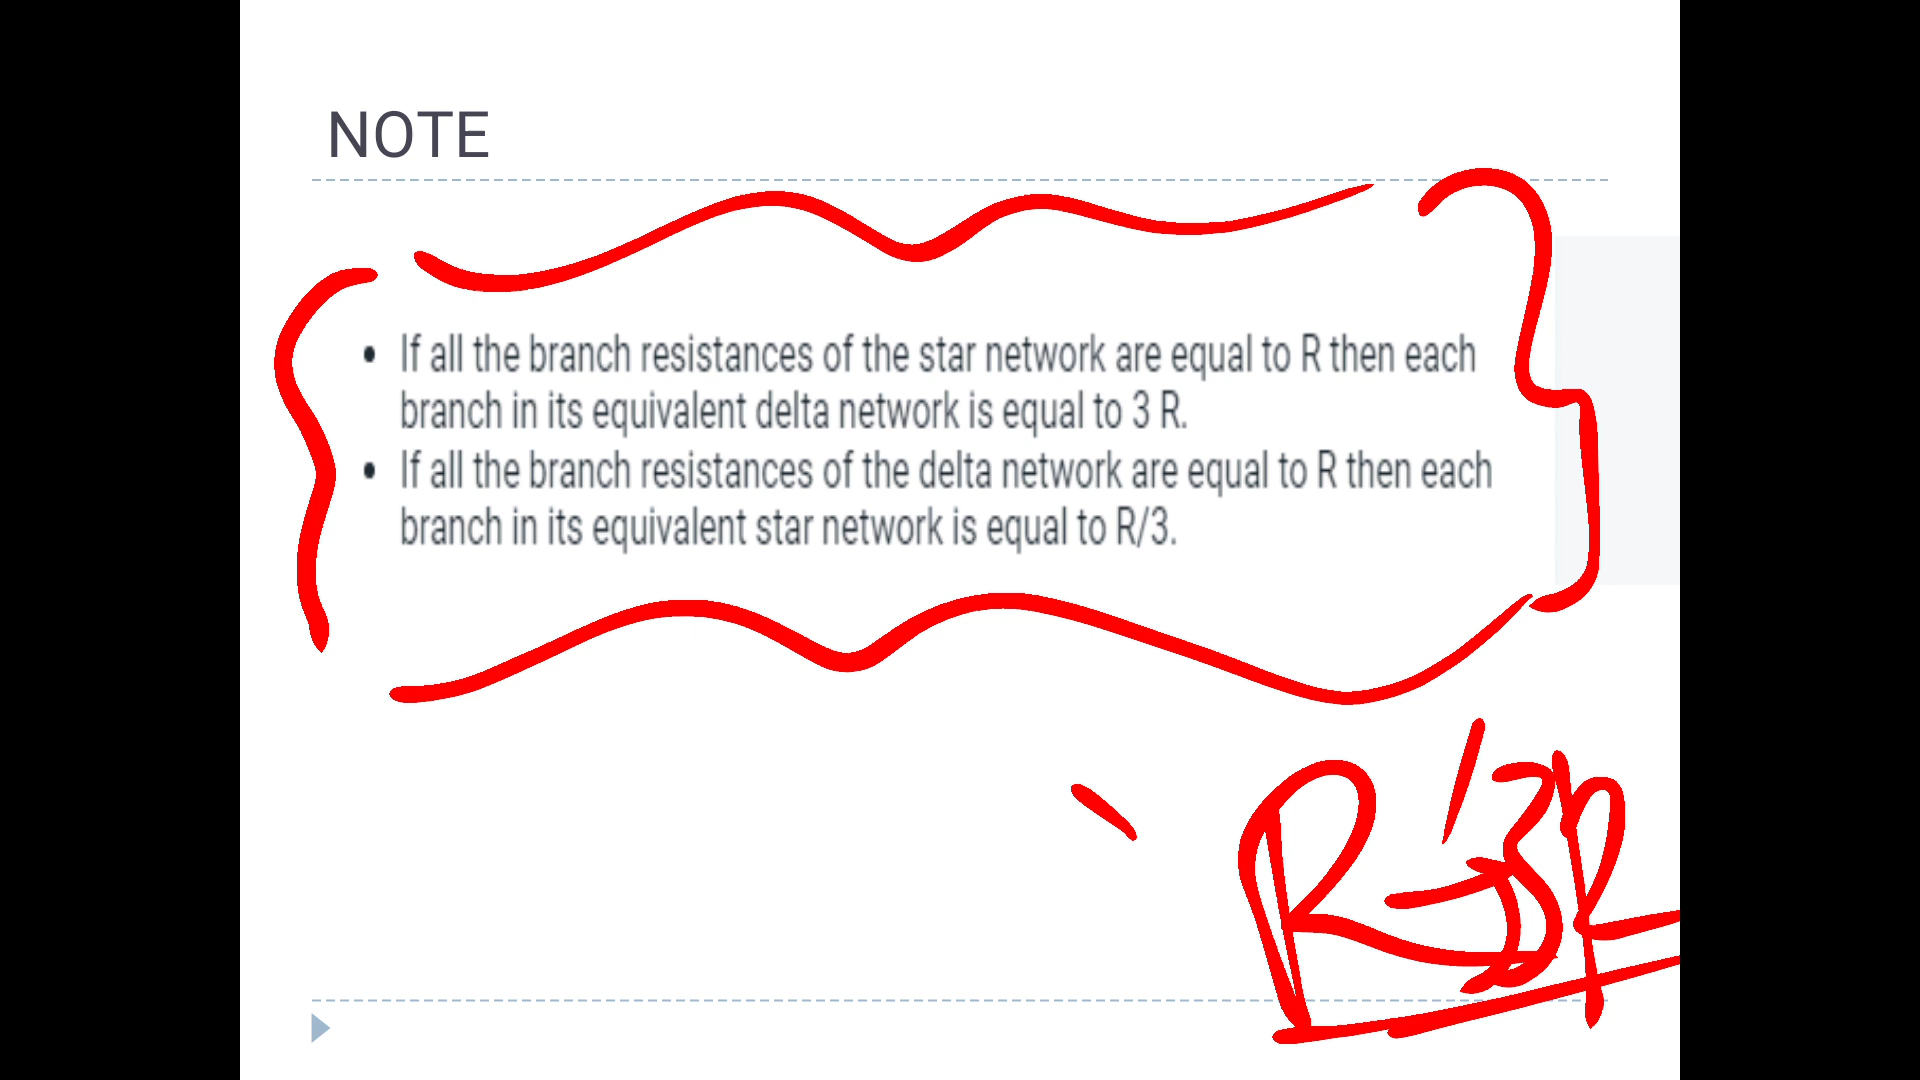 NOTE
• If all the branch resistances of the star network are equal to R then each
branch in its equivalent delta network is equal to 3 R.
• If all the branch resistances of the delta network are equal to R then each
branch in its equivalent star network is equal to R/3.
R → 3R